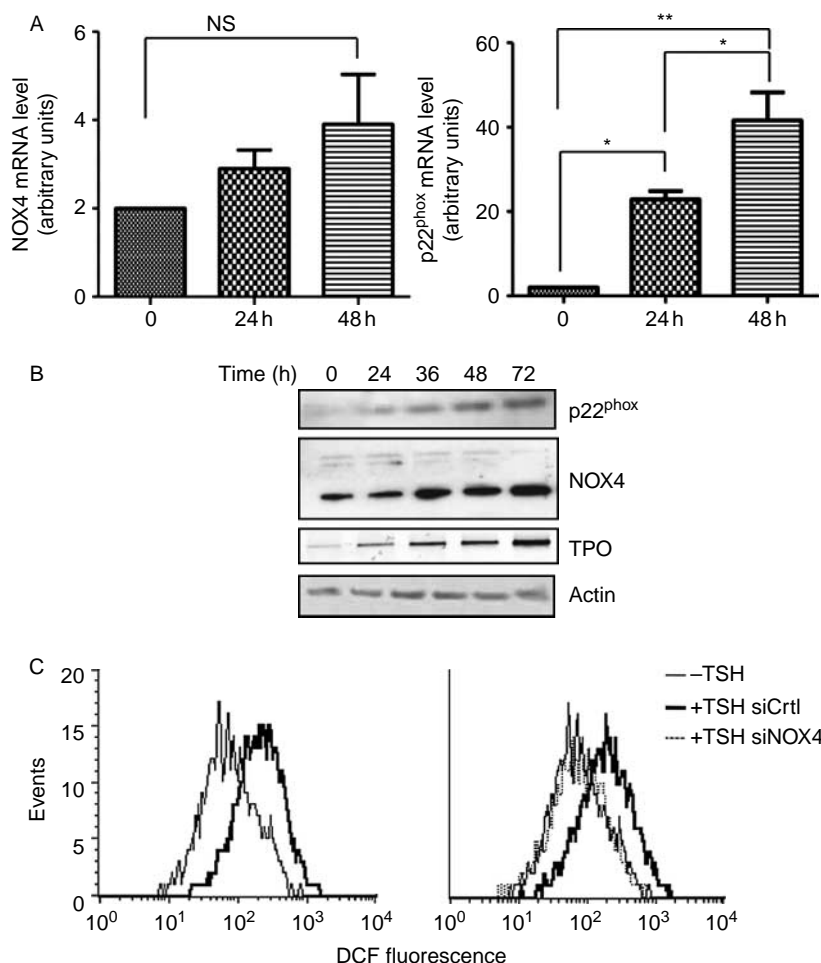 A
NOX4 mRNA level
(arbitrary units)
6
4
2
0
NS
0
24 h
48 h
p22phox mRNA level
(arbitrary units)
60
40
20
0
**
*
*
0
24 h
48 h
B
Time (h) 0 24 36 48 72
p22phox
NOX4
TPO
Actin
C
Events
20
15
10
5
0
10^0 10^1 10^2 10^3 10^4
10^0 10^1 10^2 10^3 10^4
–TSH
+TSH siCrtl
+TSH siNOX4
DCF fluorescence